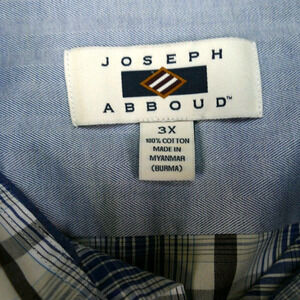 JOSEPH
ABBOUD™
3X
100% COTTON
MADE IN
MYANMAR
(BURMA)